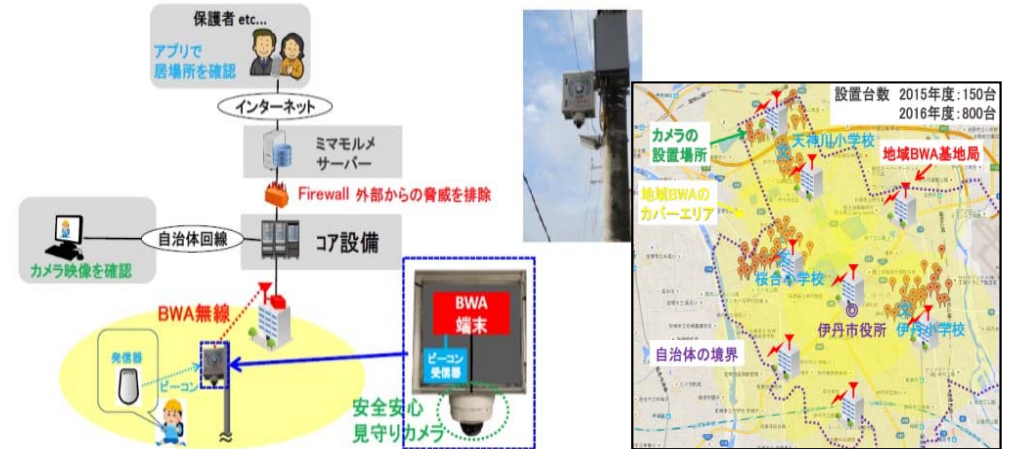 保護者 etc...
アプリで
居場所を確認
インターネット
ミマモルメ
サーバー
Firewall 外部からの脅威を排除
自治体回線
コア設備
カメラ映像を確認
BWA無線
発信器
ビーコン
BWA
端末
ビーコン
受信器
安全安心
見守りカメラ
設置台数 2015年度:150台
2016年度:800台
カメラの
設置場所
天神川小学校
地域BWA基地局
地域BWAの
カバーエリア
桜台小学校
伊丹市役所
伊丹小学校
自治体の境界